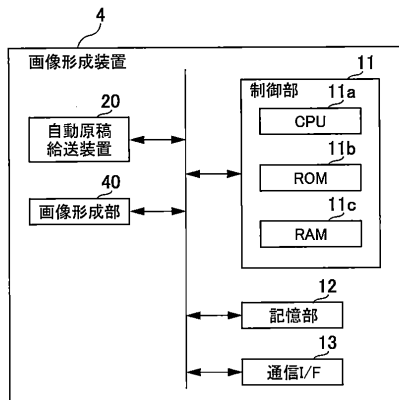 4
画像形成装置
11
制御部
11a
CPU
11b
ROM
11c
RAM
20
自動原稿
給送装置
40
画像形成部
12
記憶部
13
通信I/F